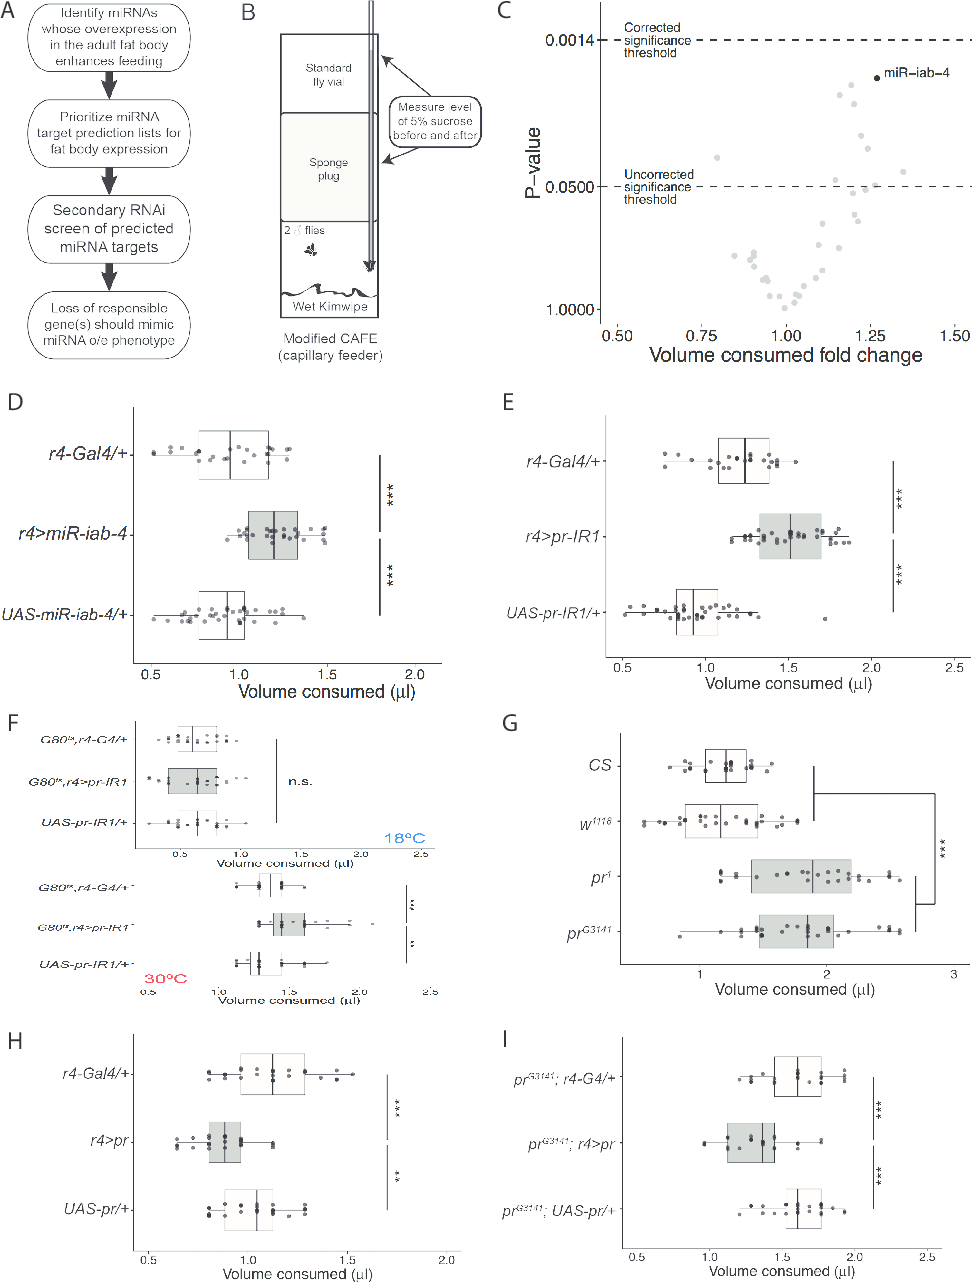 A
Identify miRNAs
whose overexpression
in the adult fat body
enhances feeding
Prioritize miRNA
target prediction lists for
fat body expression
Secondary RNAi
screen of predicted
miRNA targets
Loss of responsible
gene(s) should mimic
miRNA o/e phenotype
B
Standard
fly vial
Measure level
of 5% sucrose
before and after
Sponge
plug
2 ♂ flies
Wet Kimwipe
Modified CAFE
(capillary feeder)
C
P-value
0.0014
0.0500
1.0000
Corrected
significance
threshold
miR-iab-4
Uncorrected
significance
threshold
0.50 0.75 1.00 1.25 1.50
Volume consumed fold change
D
r4-Gal4/+
r4>miR-iab-4
UAS-miR-iab-4/+
***
***
0.5 1.0 1.5 2.0
Volume consumed (µl)
E
r4-Gal4/+
r4>pr-IR1
UAS-pr-IR1/+
***
***
0.5 1.0 1.5 2.0 2.5
Volume consumed (µl)
F
G80ts,r4-G4/+
G80ts,r4>pr-IR1
UAS-pr-IR1/+
n.s.
18ºC
0.5 1.0 1.5 2.0 2.5
Volume consumed (µl)
G80ts,r4-G4/+
G80ts,r4>pr-IR1
UAS-pr-IR1/+
***
**
30ºC
0.5 1.0 1.5 2.0 2.5
Volume consumed (µl)
G
CS
w1118
pr1
prG3141
***
1 2 3
Volume consumed (µl)
H
r4-Gal4/+
r4>pr
UAS-pr/+
***
**
0.5 1.0 1.5 2.0
Volume consumed (µl)
I
prG3141; r4-G4/+
prG3141; r4>pr
prG3141; UAS-pr/+
***
***
0.5 1.0 1.5 2.0 2.5
Volume consumed (µl)